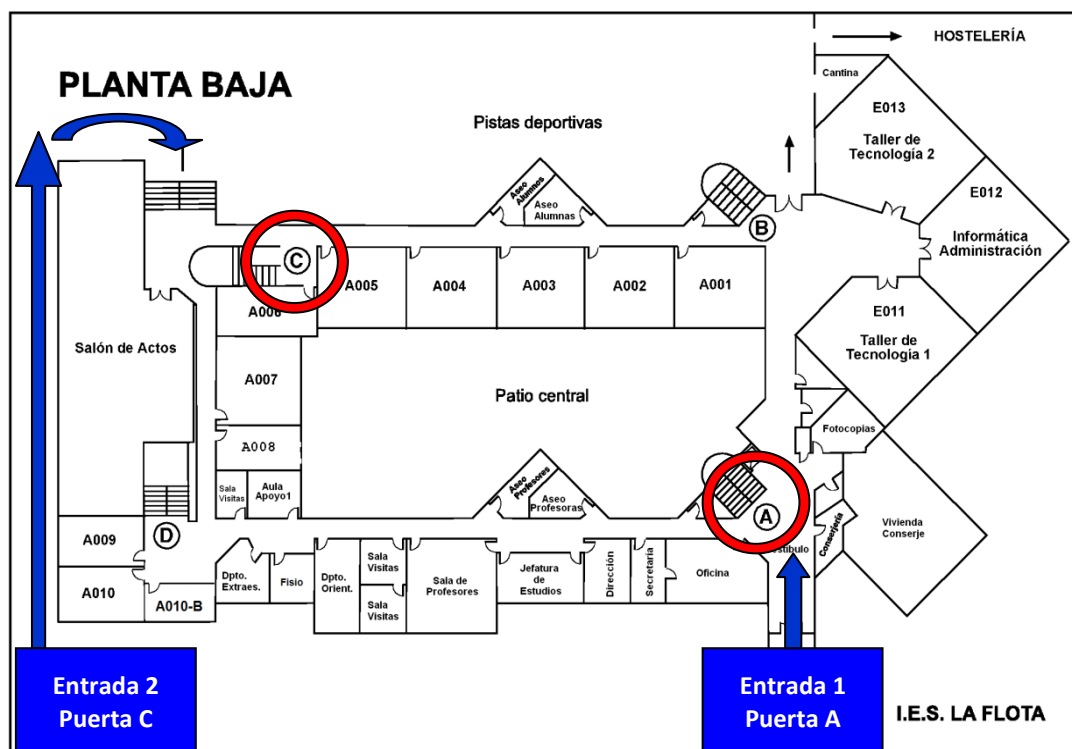 HOSTELERÍA
PLANTA BAJA
Cantina
E013
Taller de
Tecnología 2
Pistas deportivas
Aseo
Alumnos
Aseo
Alumnas
B
E012
Informática
Administración
C
A005
A004
A003
A002
A001
A006
E011
Taller de
Tecnología 1
Salón de Actos
A007
Patio central
Fotocopias
A008
Sala
Visitas
Aula
Apoyo1
Aseo
Profesores
Aseo
Profesoras
A
D
A009
Conserjería
Vivienda
Conserje
A010
A010-B
Dpto.
Extraes.
Fisio
Dpto.
Orient.
Sala
Visitas
Sala
Visitas
Sala de
Profesores
Jefatura
de
Estudios
Dirección
Secretaría
Oficina
stíbulo
Entrada 2
Puerta C
Entrada 1
Puerta A
I.E.S. LA FLOTA